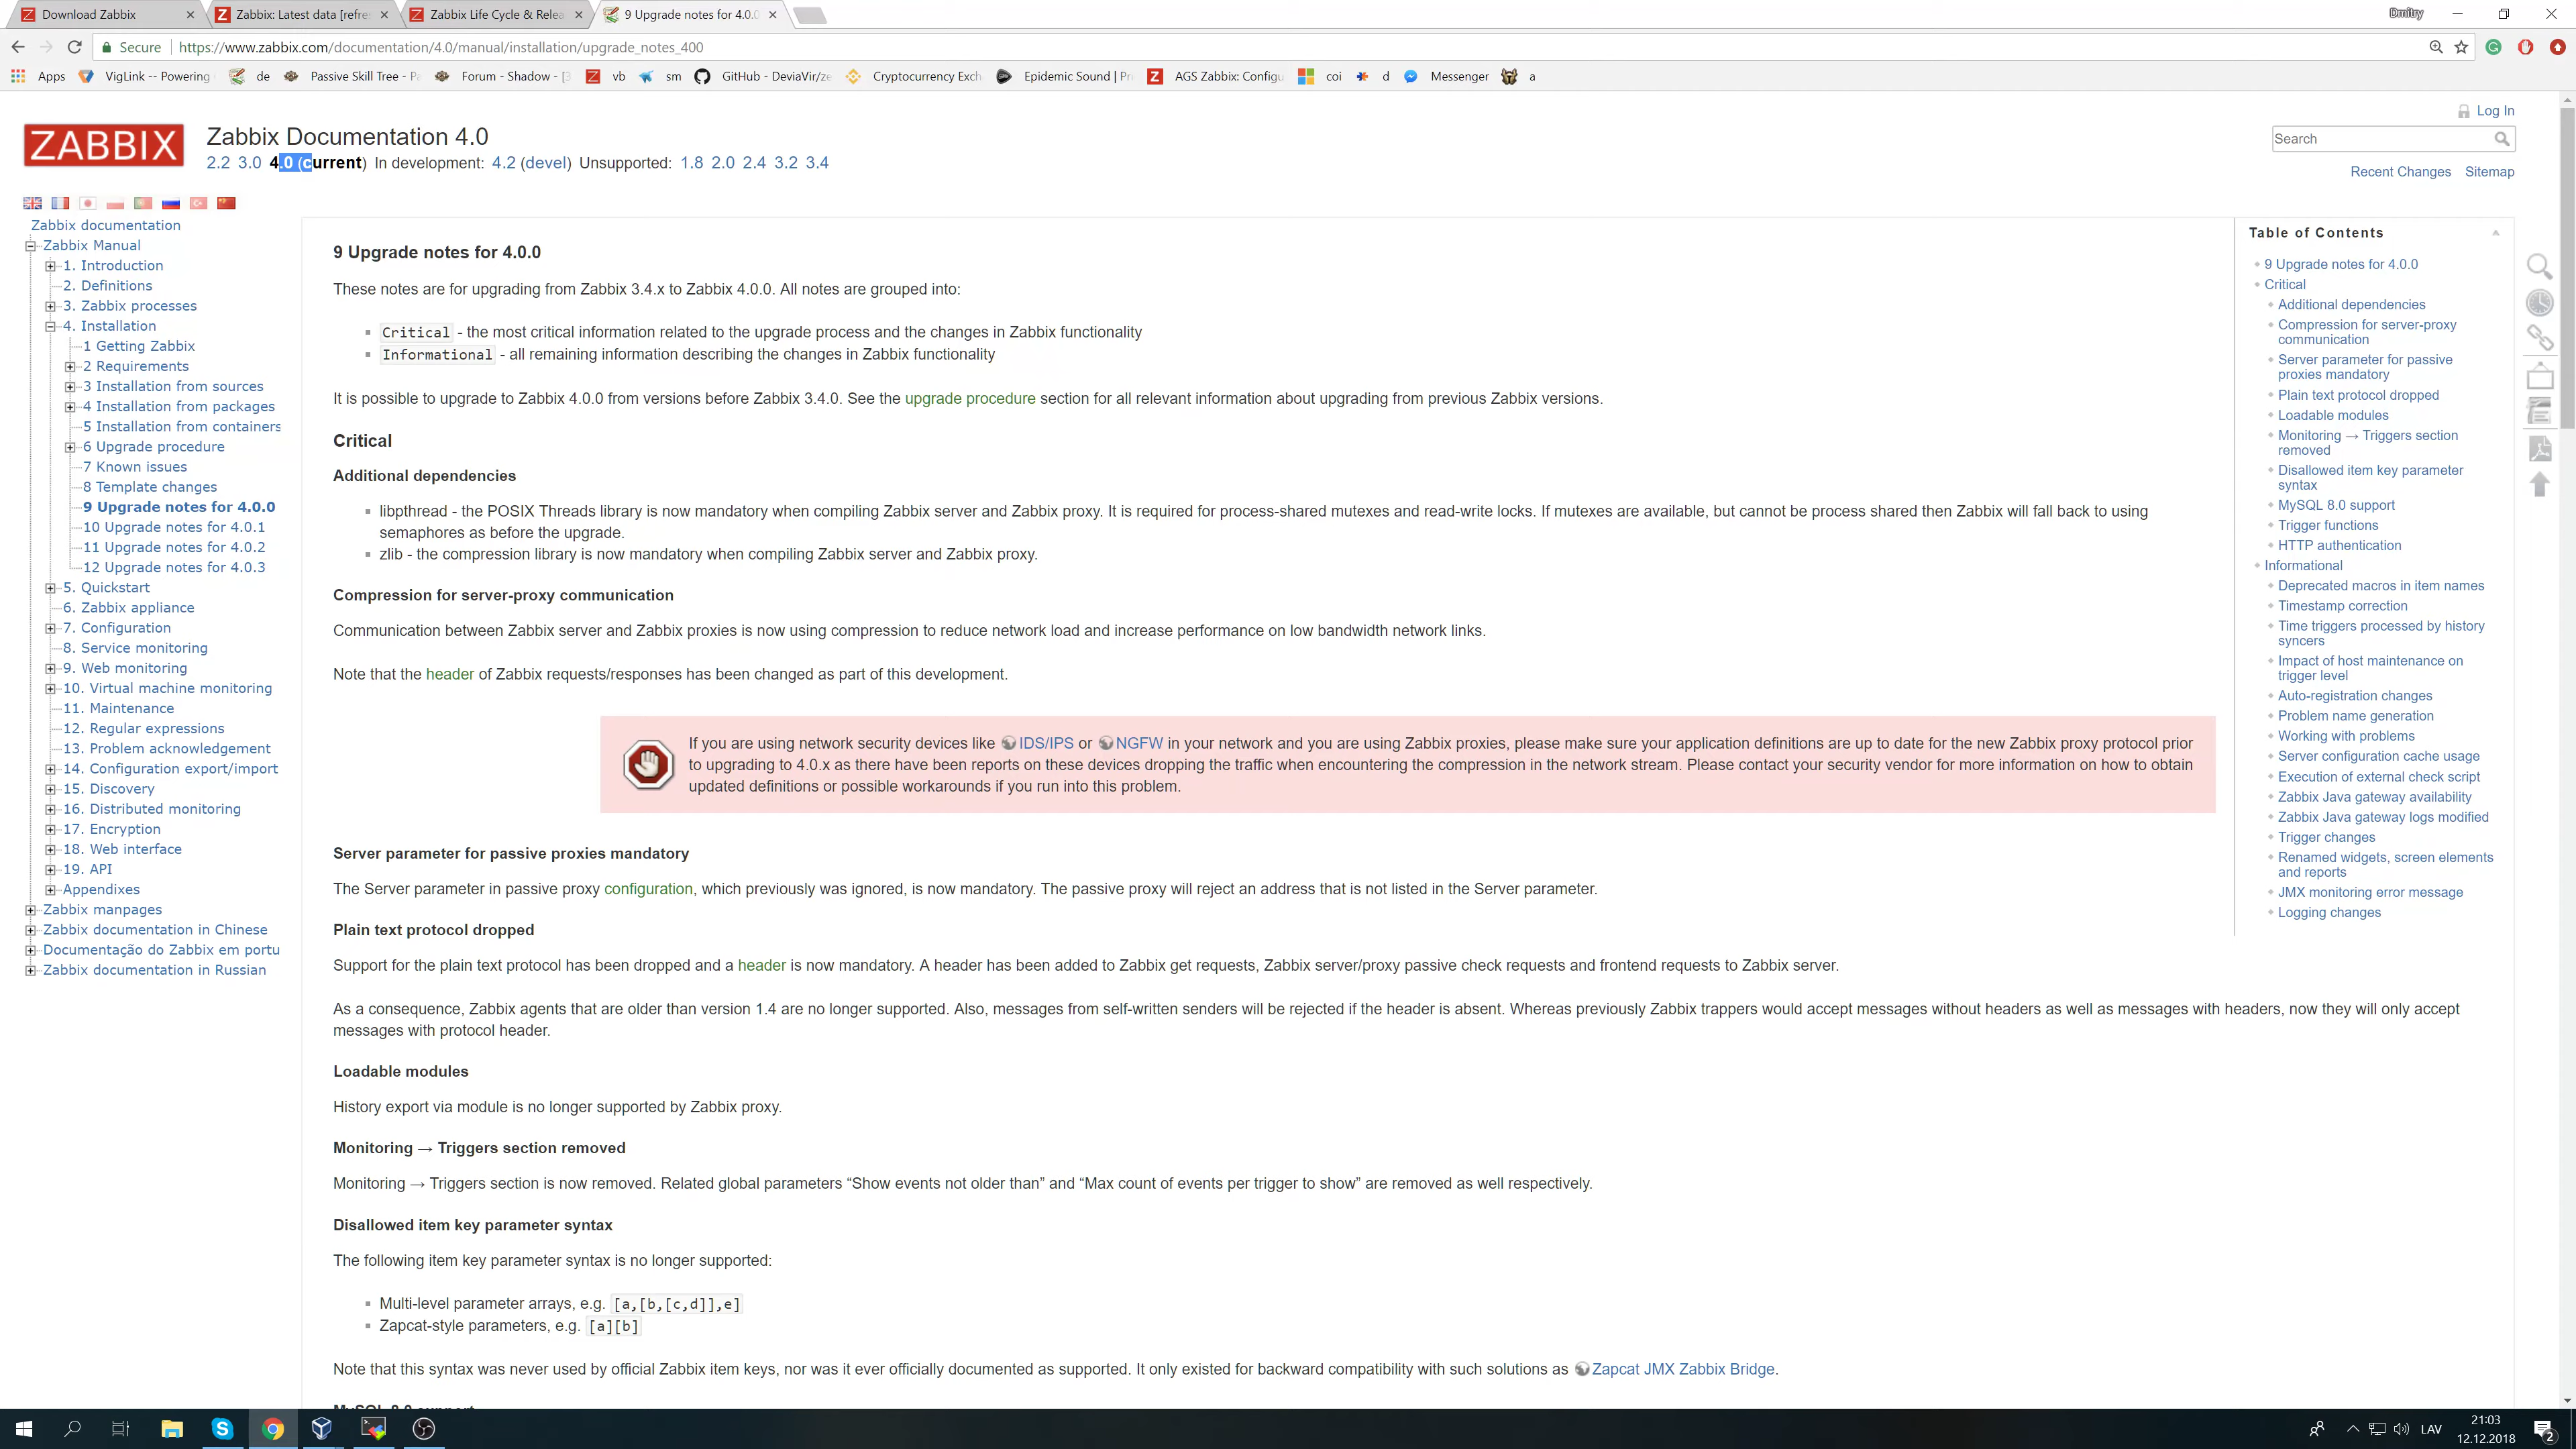 Download Zabbix
Zabbix: Latest data [refre
Zabbix Life Cycle & Relea
9 Upgrade notes for 4.0.0
Dmitry
Secure
https://www.zabbix.com/documentation/4.0/manual/installation/upgrade_notes_400
Apps
VigLink -- Powering
de
Passive Skill Tree - Pa
Forum - Shadow - [3
vb
sm
GitHub - DeviaVir/ze
Cryptocurrency Exch
Epidemic Sound | Pr
AGS Zabbix: Configu
coi
d
Messenger
a
Log In
ZABBIX
Zabbix Documentation 4.0
2.2 3.0 4.0 (current) In development: 4.2 (devel) Unsupported: 1.8 2.0 2.4 3.2 3.4
Search
Recent Changes Sitemap
Zabbix documentation
Zabbix Manual
1. Introduction
2. Definitions
3. Zabbix processes
4. Installation
1 Getting Zabbix
2 Requirements
3 Installation from sources
4 Installation from packages
5 Installation from containers
6 Upgrade procedure
7 Known issues
8 Template changes
9 Upgrade notes for 4.0.0
10 Upgrade notes for 4.0.1
11 Upgrade notes for 4.0.2
12 Upgrade notes for 4.0.3
5. Quickstart
6. Zabbix appliance
7. Configuration
8. Service monitoring
9. Web monitoring
10. Virtual machine monitoring
11. Maintenance
12. Regular expressions
13. Problem acknowledgement
14. Configuration export/import
15. Discovery
16. Distributed monitoring
17. Encryption
18. Web interface
19. API
Appendixes
Zabbix manpages
Zabbix documentation in Chinese
Documentação do Zabbix em portu
Zabbix documentation in Russian
9 Upgrade notes for 4.0.0
These notes are for upgrading from Zabbix 3.4.x to Zabbix 4.0.0. All notes are grouped into:
Critical - the most critical information related to the upgrade process and the changes in Zabbix functionality
Informational - all remaining information describing the changes in Zabbix functionality
It is possible to upgrade to Zabbix 4.0.0 from versions before Zabbix 3.4.0. See the upgrade procedure section for all relevant information about upgrading from previous Zabbix versions.
Critical
Additional dependencies
libpthread - the POSIX Threads library is now mandatory when compiling Zabbix server and Zabbix proxy. It is required for process-shared mutexes and read-write locks. If mutexes are available, but cannot be process shared then Zabbix will fall back to using
semaphores as before the upgrade.
zlib - the compression library is now mandatory when compiling Zabbix server and Zabbix proxy.
Compression for server-proxy communication
Communication between Zabbix server and Zabbix proxies is now using compression to reduce network load and increase performance on low bandwidth network links.
Note that the header of Zabbix requests/responses has been changed as part of this development.
If you are using network security devices like IDS/IPS or NGFW in your network and you are using Zabbix proxies, please make sure your application definitions are up to date for the new Zabbix proxy protocol prior
to upgrading to 4.0.x as there have been reports on these devices dropping the traffic when encountering the compression in the network stream. Please contact your security vendor for more information on how to obtain
updated definitions or possible workarounds if you run into this problem.
Server parameter for passive proxies mandatory
The Server parameter in passive proxy configuration, which previously was ignored, is now mandatory. The passive proxy will reject an address that is not listed in the Server parameter.
Plain text protocol dropped
Support for the plain text protocol has been dropped and a header is now mandatory. A header has been added to Zabbix get requests, Zabbix server/proxy passive check requests and frontend requests to Zabbix server.
As a consequence, Zabbix agents that are older than version 1.4 are no longer supported. Also, messages from self-written senders will be rejected if the header is absent. Whereas previously Zabbix trappers would accept messages without headers as well as messages with headers, now they will only accept
messages with protocol header.
Loadable modules
History export via module is no longer supported by Zabbix proxy.
Monitoring → Triggers section removed
Monitoring → Triggers section is now removed. Related global parameters “Show events not older than” and “Max count of events per trigger to show” are removed as well respectively.
Disallowed item key parameter syntax
The following item key parameter syntax is no longer supported:
Multi-level parameter arrays, e.g. [a,[b,[c,d]],e]
Zapcat-style parameters, e.g. [a][b]
Note that this syntax was never used by official Zabbix item keys, nor was it ever officially documented as supported. It only existed for backward compatibility with such solutions as Zapcat JMX Zabbix Bridge.
MySQL 8.0 support
Table of Contents
9 Upgrade notes for 4.0.0
Critical
Additional dependencies
Compression for server-proxy
communication
Server parameter for passive
proxies mandatory
Plain text protocol dropped
Loadable modules
Monitoring → Triggers section
removed
Disallowed item key parameter
syntax
MySQL 8.0 support
Trigger functions
HTTP authentication
Informational
Deprecated macros in item names
Timestamp correction
Time triggers processed by history
syncers
Impact of host maintenance on
trigger level
Auto-registration changes
Problem name generation
Working with problems
Server configuration cache usage
Execution of external check script
Zabbix Java gateway availability
Zabbix Java gateway logs modified
Trigger changes
Renamed widgets, screen elements
and reports
JMX monitoring error message
Logging changes
LAV
21:03
12.12.2018
2